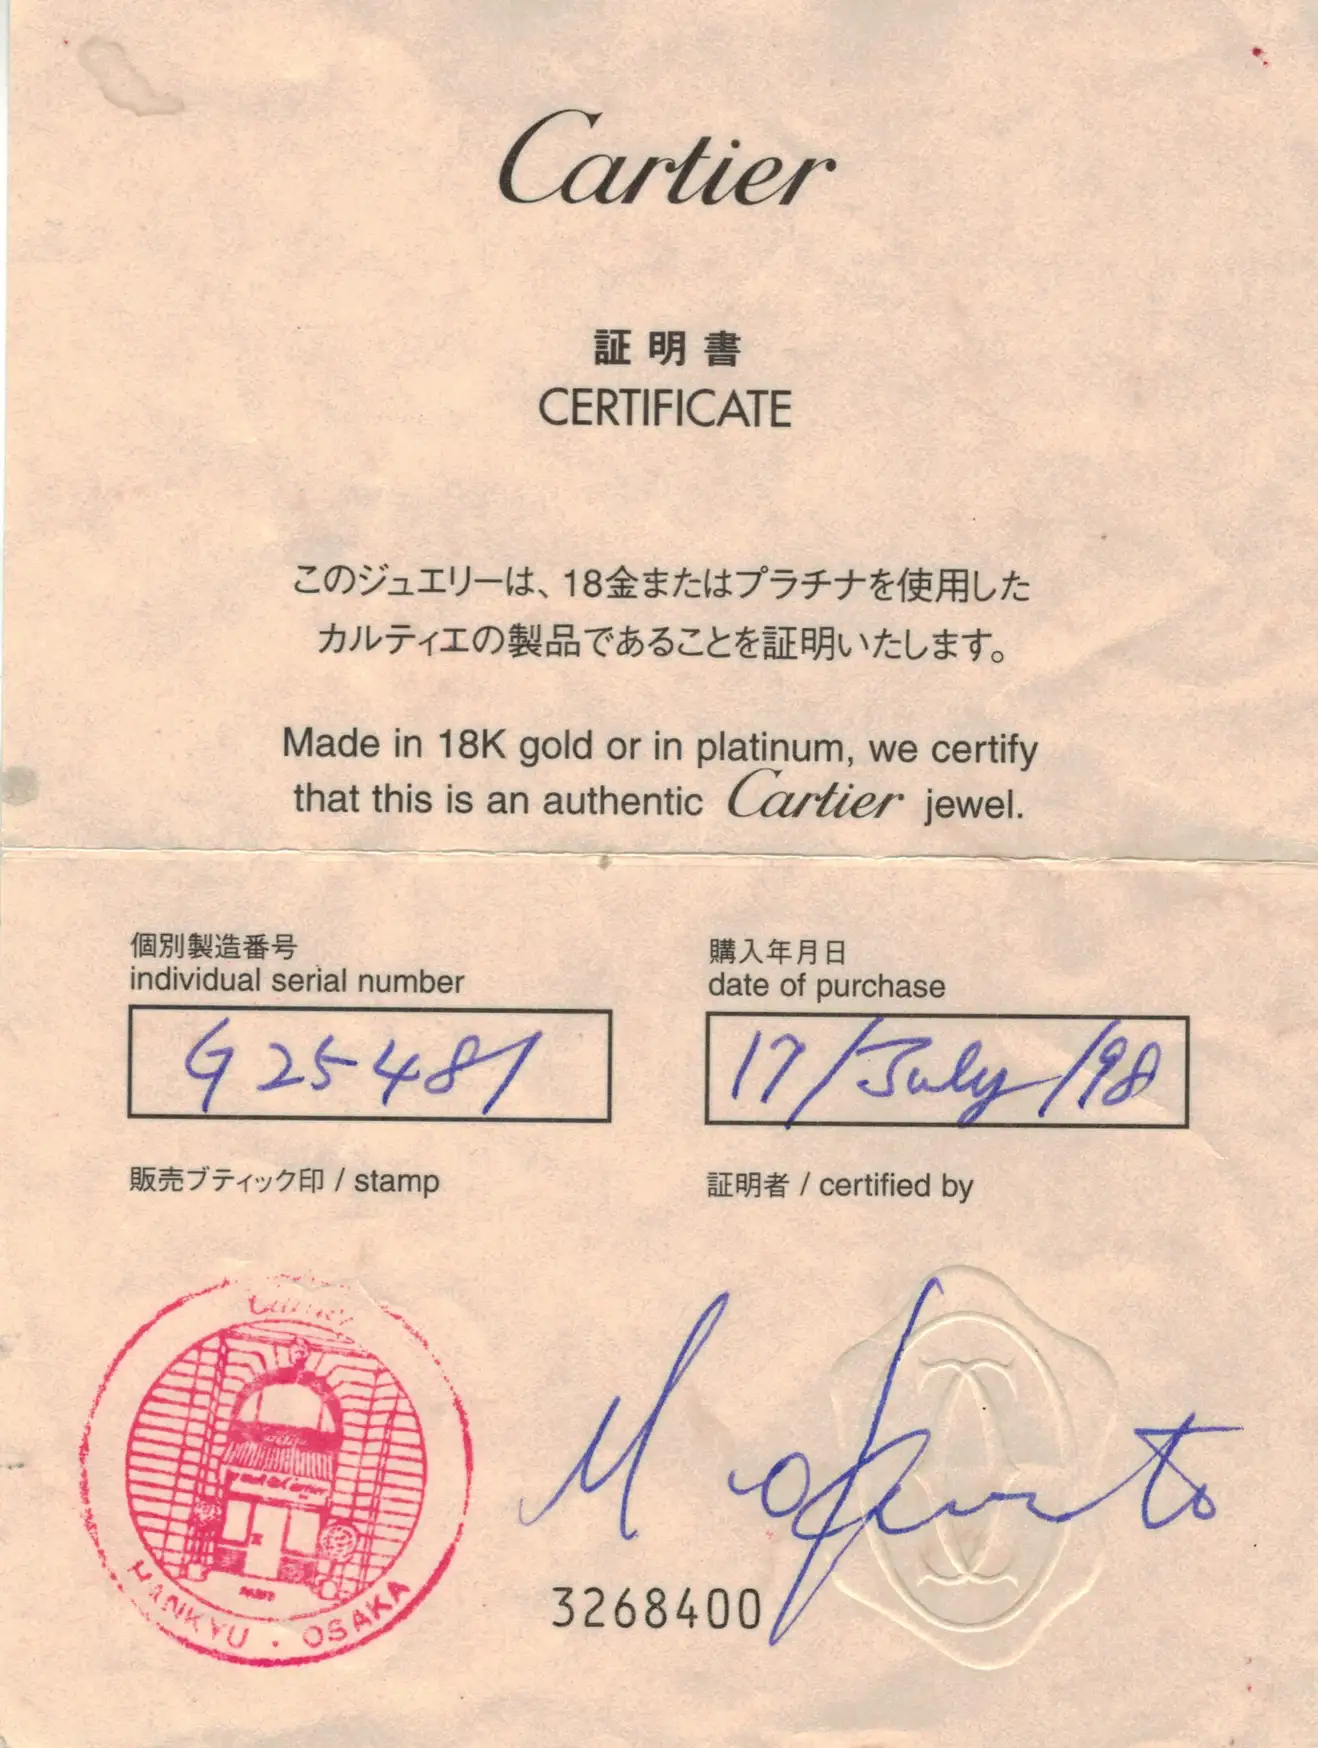 Cartier
証明書
CERTIFICATE
このジュエリーは、18金またはプラチナを使用した
カルティエの製品であることを証明いたします。
Made in 18K gold or in platinum, we certify
that this is an authentic Cartier jewel.
個別製造番号
individual serial number
G25481
購入年月日
date of purchase
17/July/98
販売ブティック印 / stamp
証明者 / certified by
Cartier
HANKYU · OSAKA
3268400